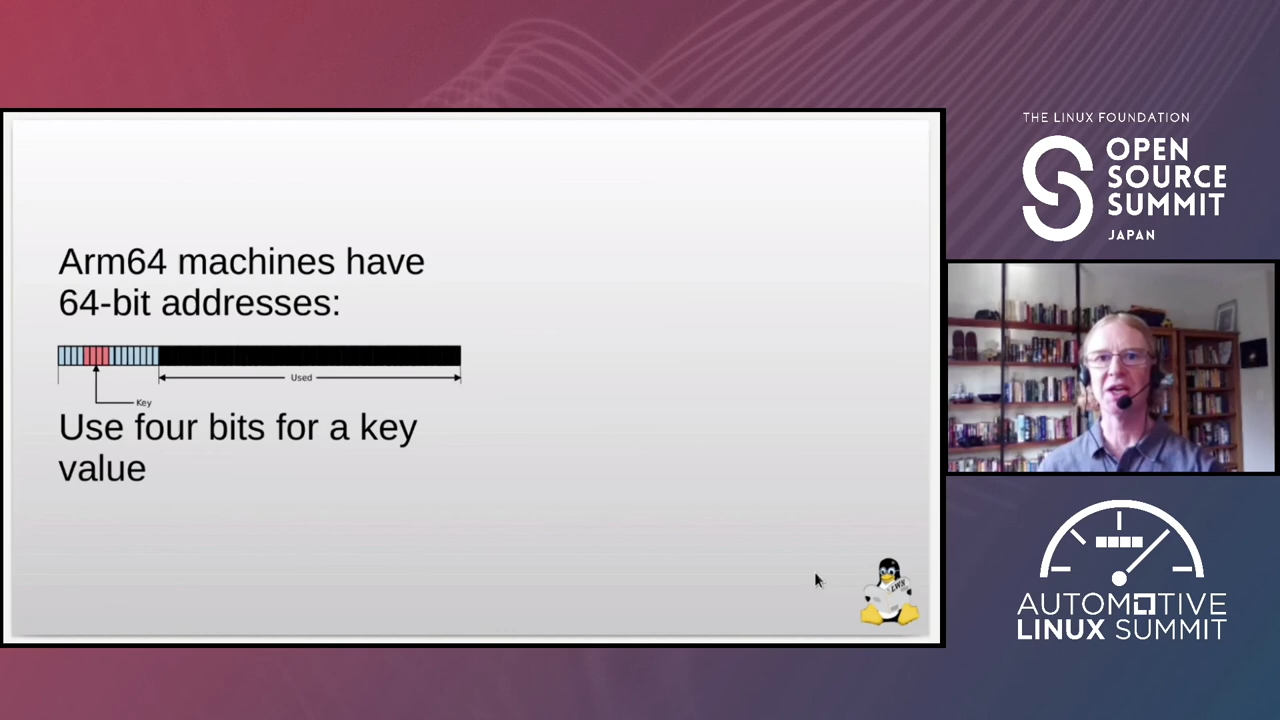 Arm64 machines have
64-bit addresses:
Used
Key
Use four bits for a key
value
LWN
THE LINUX FOUNDATION
OPEN
SOURCE
SUMMIT
JAPAN
AUTOMOTIVE
LINUX SUMMIT